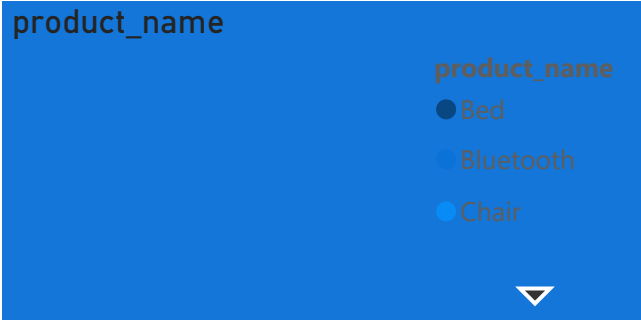 product_name
product_name
Bed
Bluetooth
Chair